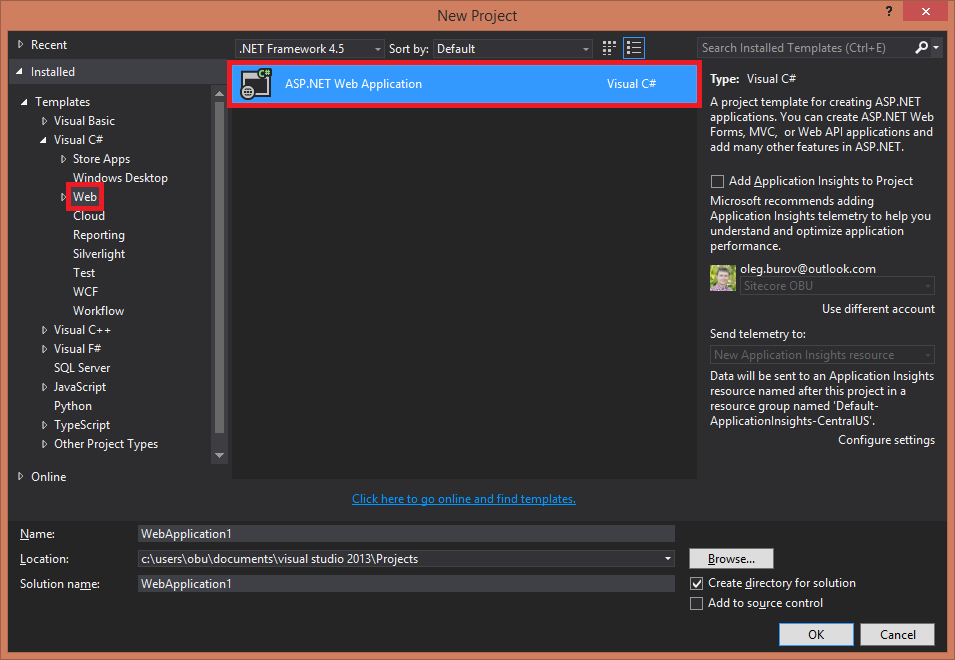 New Project
?
Recent
.NET Framework 4.5
Sort by:
Default
Search Installed Templates (Ctrl+E)
Installed
Templates
Visual Basic
Visual C#
Store Apps
Windows Desktop
Web
Cloud
Reporting
Silverlight
Test
WCF
Workflow
Visual C++
Visual F#
SQL Server
JavaScript
Python
TypeScript
Other Project Types
Online
C#
ASP.NET Web Application
Visual C#
Type: Visual C#
A project template for creating ASP.NET
applications. You can create ASP.NET Web
Forms, MVC, or Web API applications and
add many other features in ASP.NET.
Add Application Insights to Project
Microsoft recommends adding
Application Insights telemetry to help you
understand and optimize application
performance.
oleg.burov@outlook.com
Sitecore OBU
Use different account
Send telemetry to:
New Application Insights resource
Data will be sent to an Application Insights
resource named after this project in a
resource group named 'Default-
ApplicationInsights-CentralUS'.
Configure settings
Click here to go online and find templates.
Name:
WebApplication1
Location:
c:\users\obu\documents\visual studio 2013\Projects
Browse...
Solution name:
WebApplication1
Create directory for solution
Add to source control
OK
Cancel